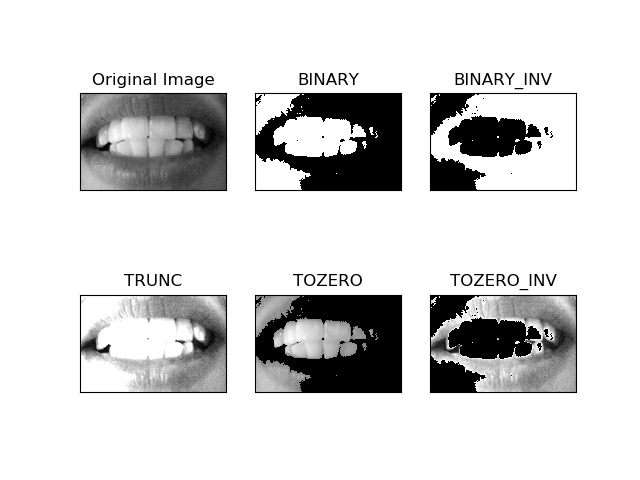 Original Image
BINARY
BINARY_INV
TRUNC
TOZERO
TOZERO_INV